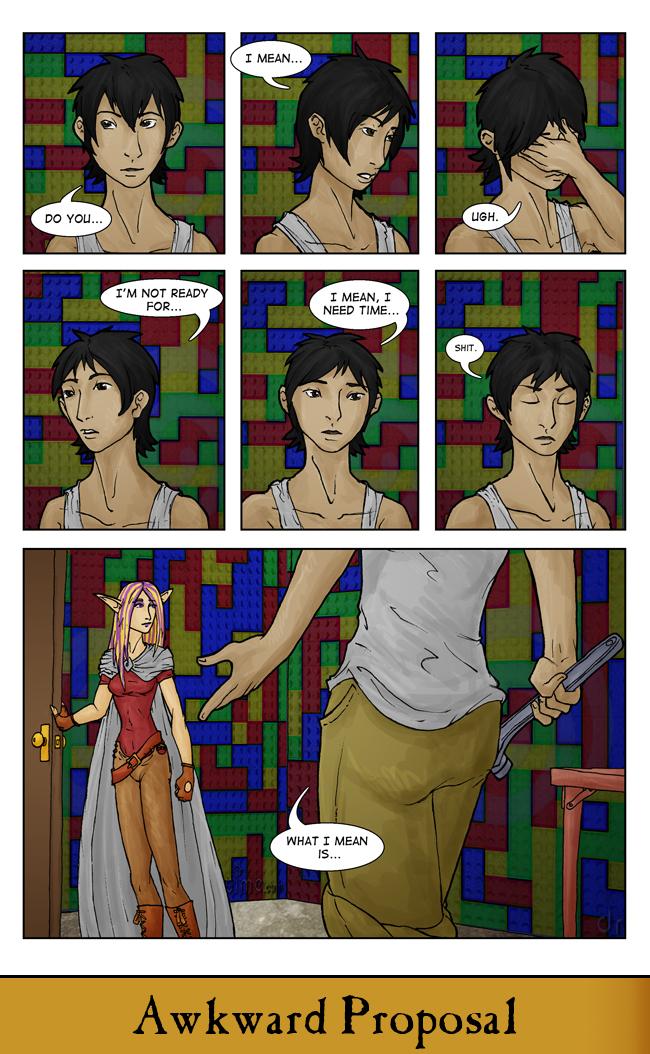 DO YOU...
I MEAN...
UGH.
I'M NOT READY
FOR...
I MEAN, I
NEED TIME...
SHIT.
WHAT I MEAN
IS...
Awkward Proposal